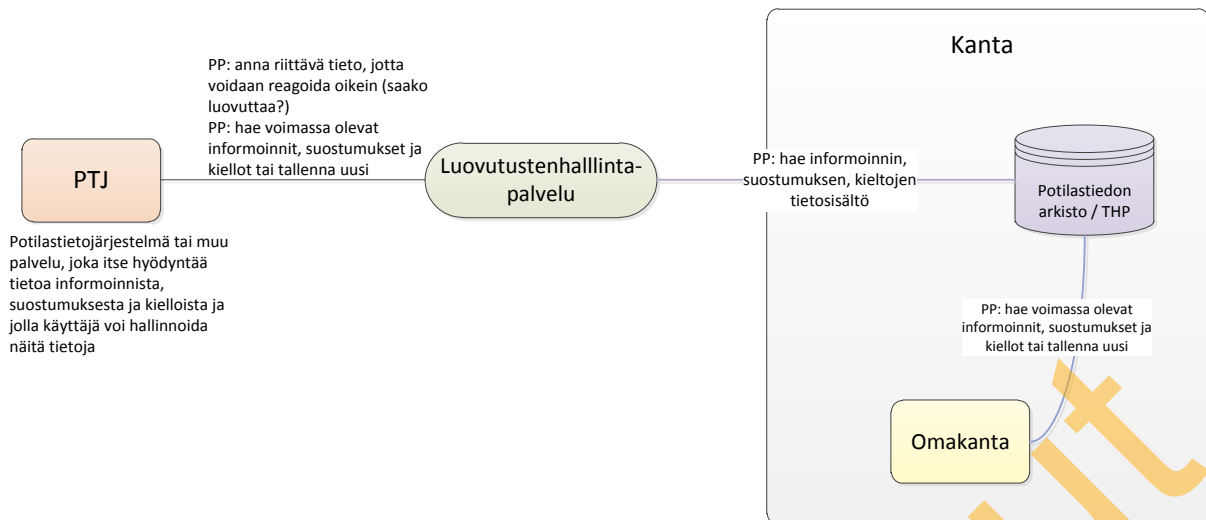 Kanta
PP: anna riittävä tieto, jotta
voidaan reagoida oikein (saako
luovuttaa?)
PP: hae voimassa olevat
informoinnit, suostumukset ja
kiellot tai tallenna uusi
PTJ
Luovutustenhalllinta-
palvelu
PP: hae informoinnin,
suostumuksen, kieltojen
tietosisältö
Potilastiedon
arkisto / THP
Potilastietojärjestelmä tai muu
palvelu, joka itse hyödyntää
tietoa informoinnista,
suostumuksesta ja kielloista ja
jolla käyttäjä voi hallinnoida
näitä tietoja
PP: hae voimassa olevat
informoinnit, suostumukset ja
kiellot tai tallenna uusi
Omakanta